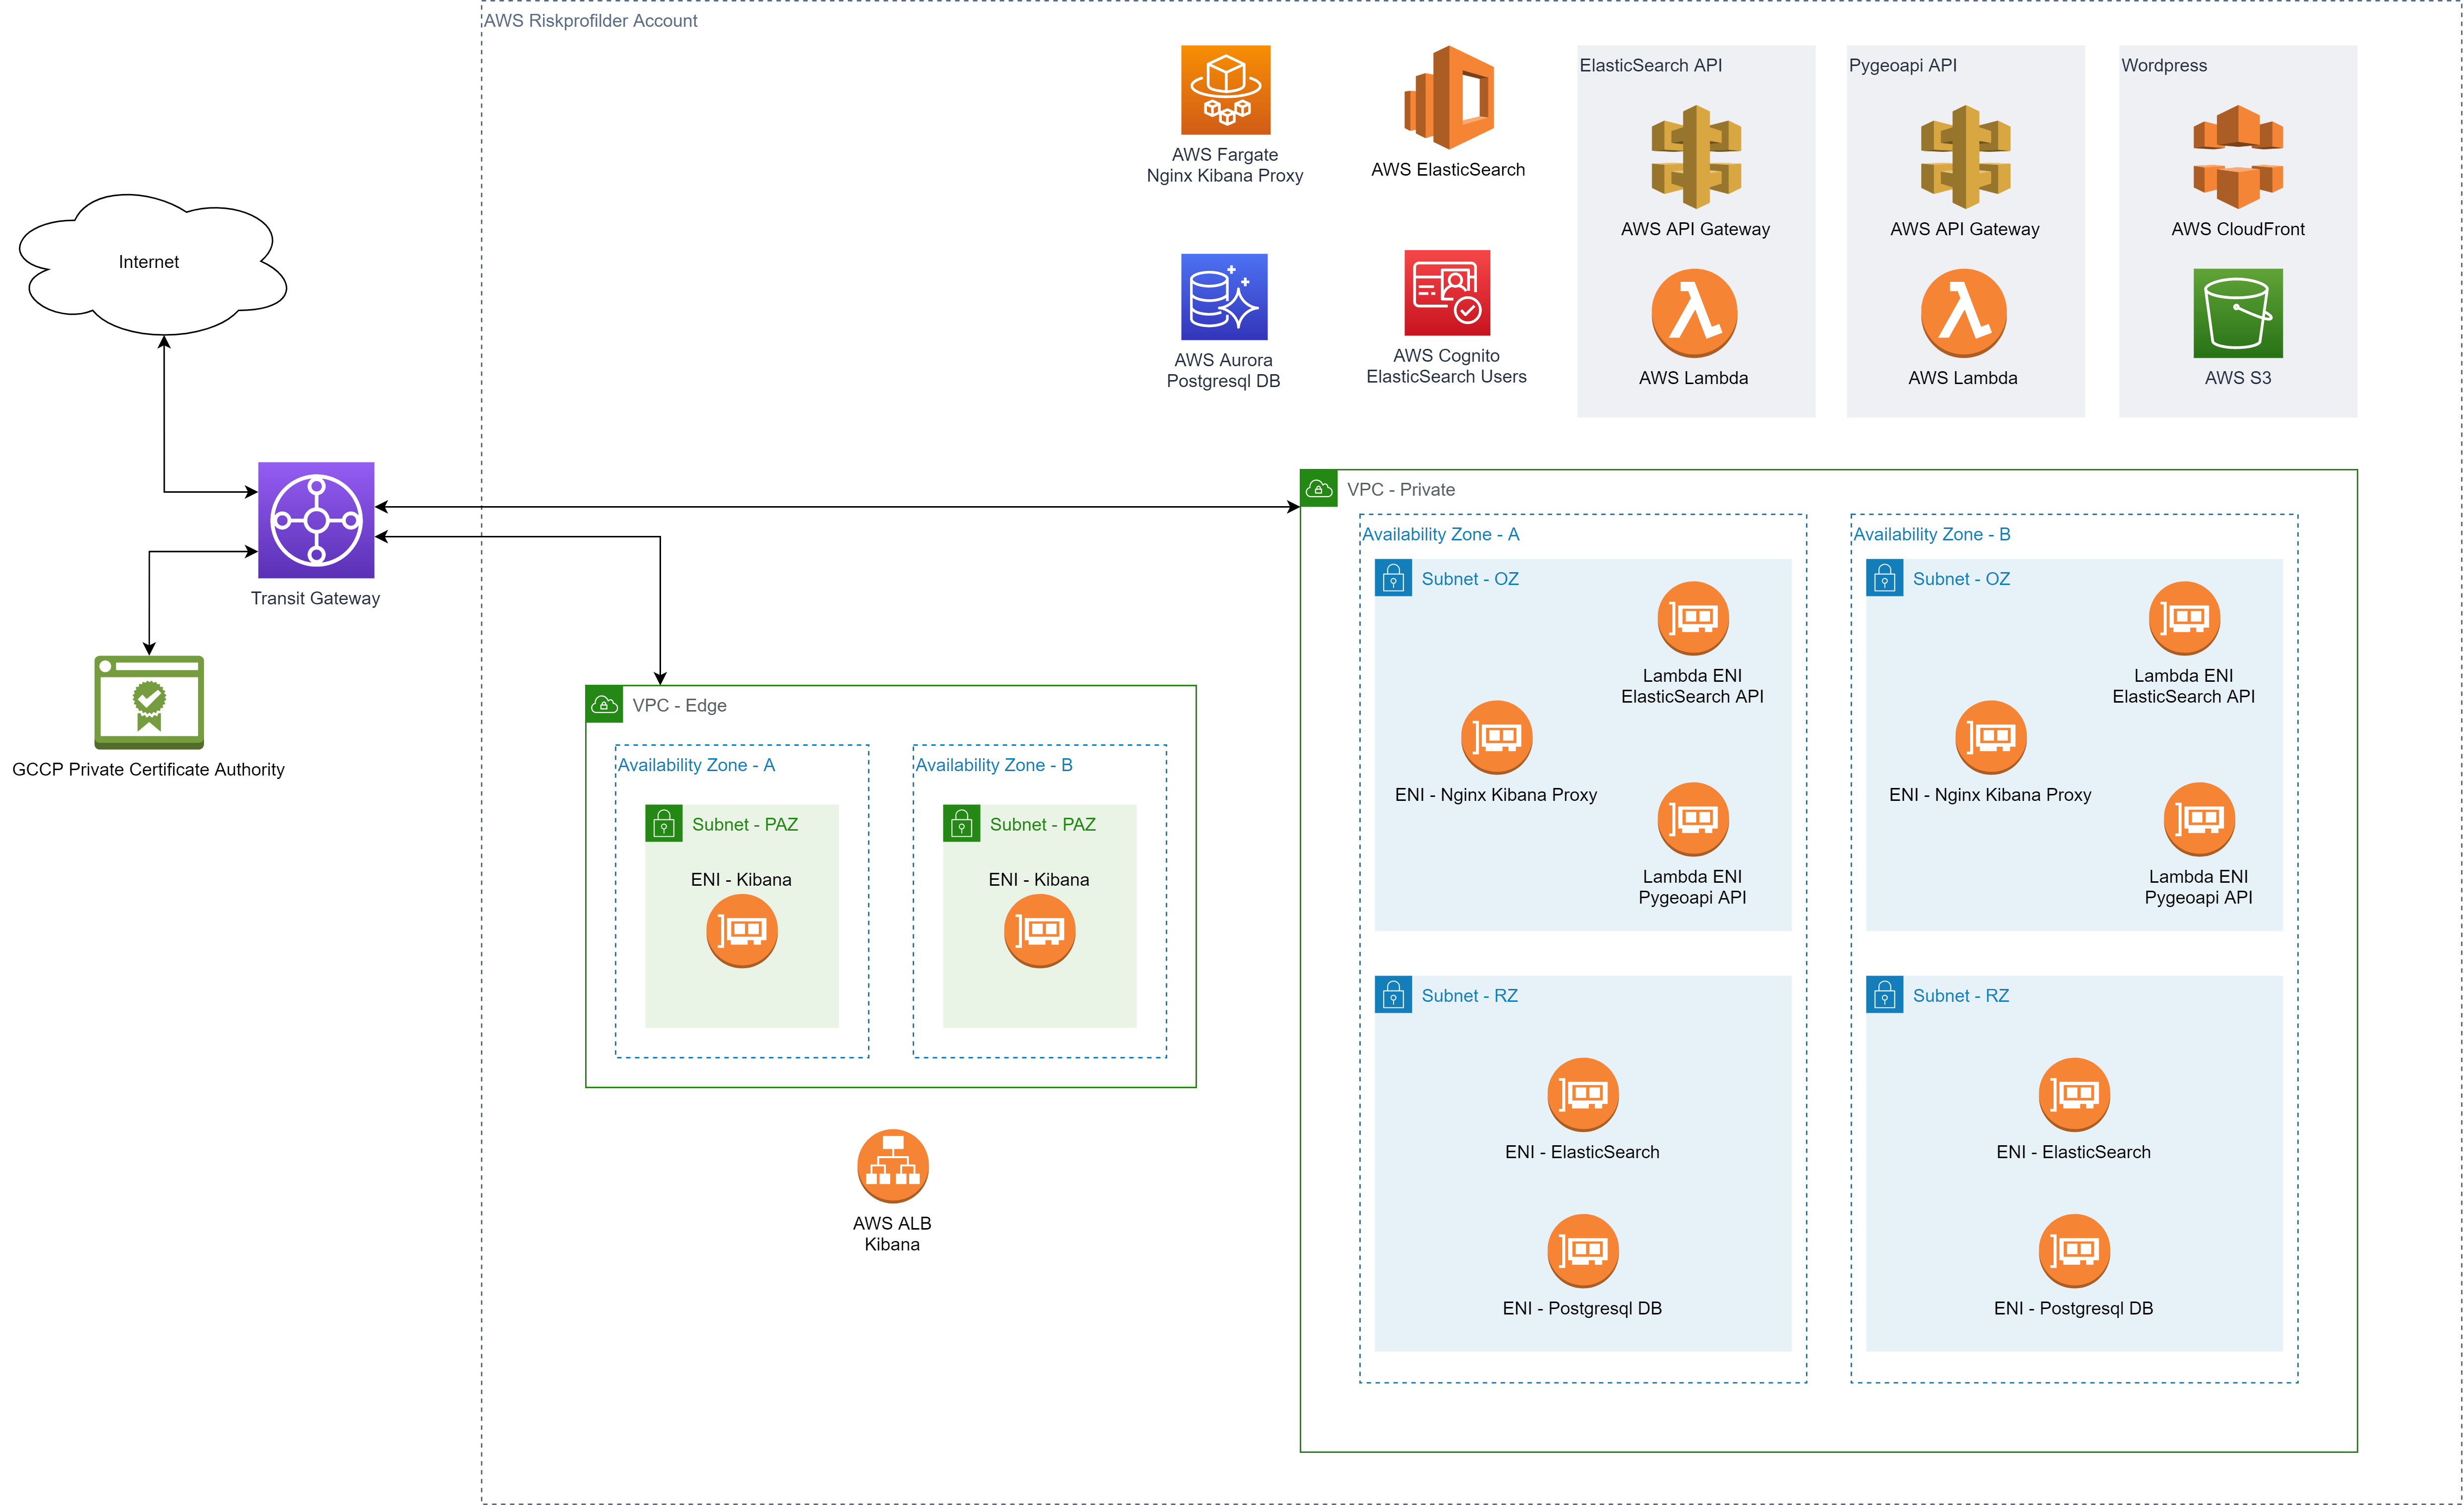 AWS Riskprofilder Account
AWS Fargate
Nginx Kibana Proxy
AWS ElasticSearch
ElasticSearch API
AWS API Gateway
AWS Lambda
Pygeoapi API
AWS API Gateway
AWS Lambda
Wordpress
AWS CloudFront
AWS S3
AWS Aurora
Postgresql DB
AWS Cognito
ElasticSearch Users
Internet
Transit Gateway
GCCP Private Certificate Authority
VPC - Edge
Availability Zone - A
Subnet - PAZ
ENI - Kibana
Availability Zone - B
Subnet - PAZ
ENI - Kibana
AWS ALB
Kibana
VPC - Private
Availability Zone - A
Subnet - OZ
Lambda ENI
ElasticSearch API
ENI - Nginx Kibana Proxy
Lambda ENI
Pygeoapi API
Subnet - RZ
ENI - ElasticSearch
ENI - Postgresql DB
Availability Zone - B
Subnet - OZ
Lambda ENI
ElasticSearch API
ENI - Nginx Kibana Proxy
Lambda ENI
Pygeoapi API
Subnet - RZ
ENI - ElasticSearch
ENI - Postgresql DB